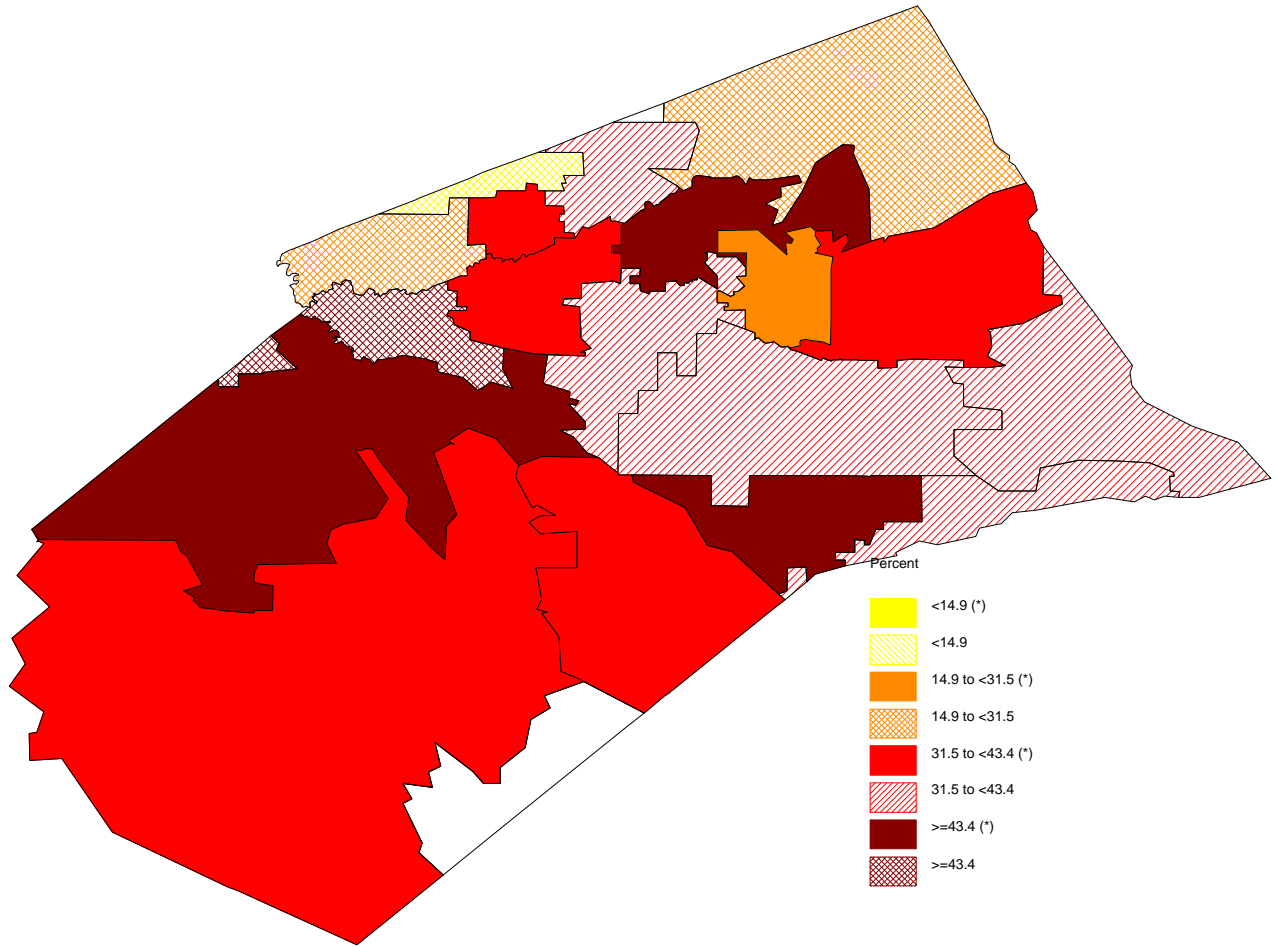 Percent
<14.9 (*)
<14.9
14.9 to <31.5 (*)
14.9 to <31.5
31.5 to <43.4 (*)
31.5 to <43.4
>=43.4 (*)
>=43.4